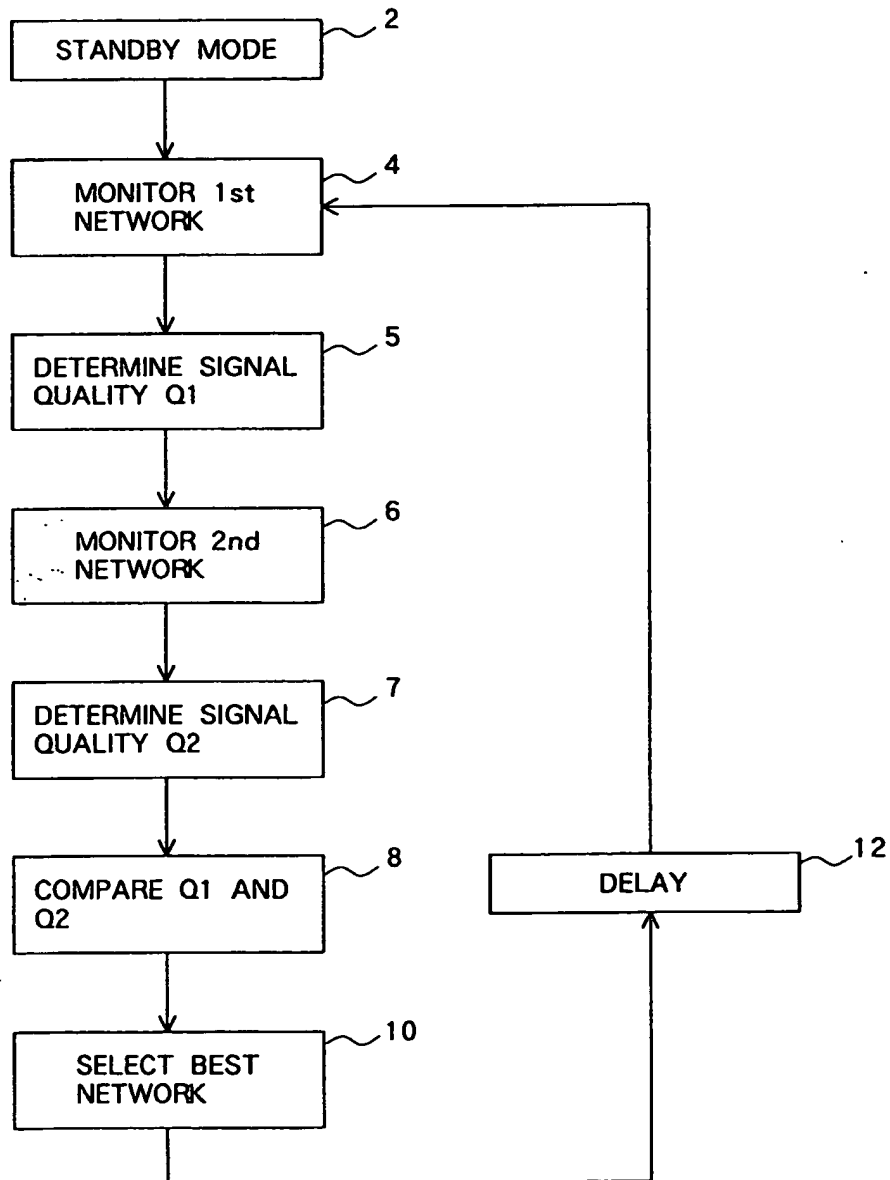 2
STANDBY MODE
4
MONITOR 1st
NETWORK
5
DETERMINE SIGNAL
QUALITY Q1
6
MONITOR 2nd
NETWORK
7
DETERMINE SIGNAL
QUALITY Q2
8
COMPARE Q1 AND
Q2
12
DELAY
10
SELECT BEST
NETWORK